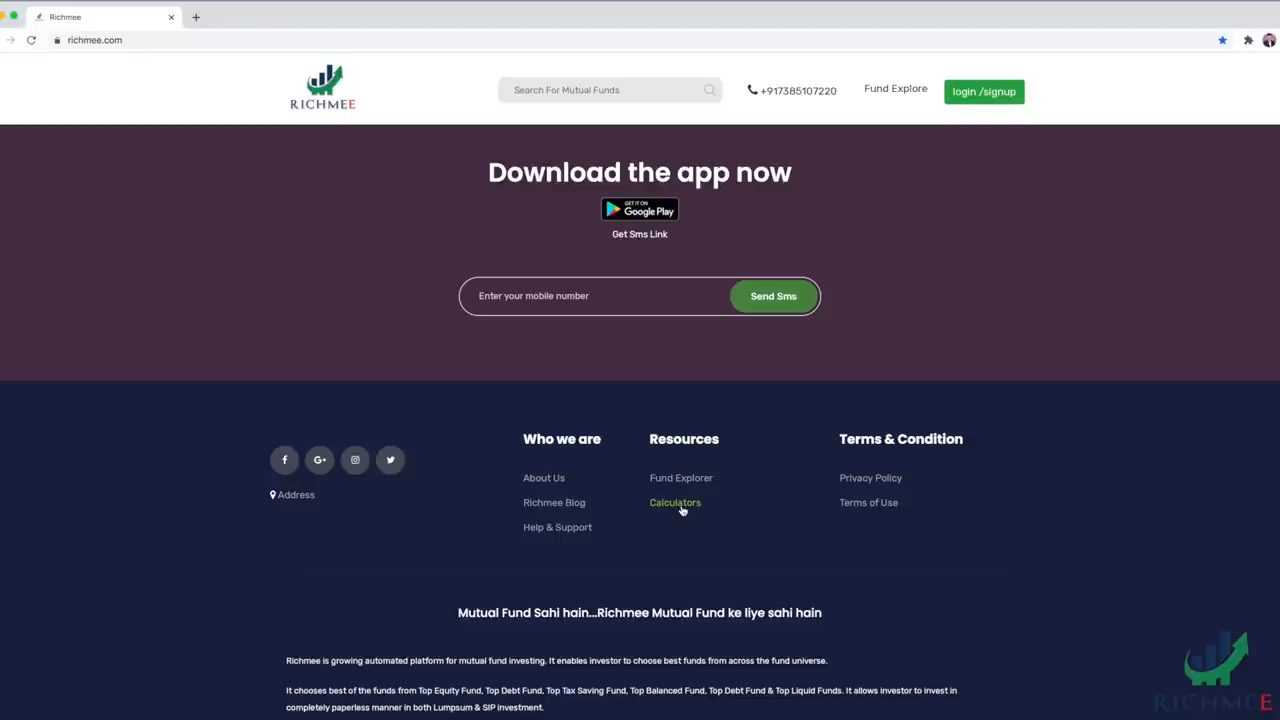 Richmee
richmee.com
RICHMEE
Search For Mutual Funds
+917385107220
Fund Explore
login /signup
Download the app now
GET IT ON
Google Play
Get Sms Link
Enter your mobile number
Send Sms
Who we are
Resources
Terms & Condition
About Us
Fund Explorer
Privacy Policy
Address
Richmee Blog
Calculators
Terms of Use
Help & Support
Mutual Fund Sahi hain...Richmee Mutual Fund ke liye sahi hain
Richmee is growing automated platform for mutual fund investing. It enables investor to choose best funds from across the fund universe.
It chooses best of the funds from Top Equity Fund, Top Debt Fund, Top Tax Saving Fund, Top Balanced Fund, Top Debt Fund & Top Liquid Funds. It allows investor to invest in
completely paperless manner in both Lumpsum & SIP investment.
RICHMEE